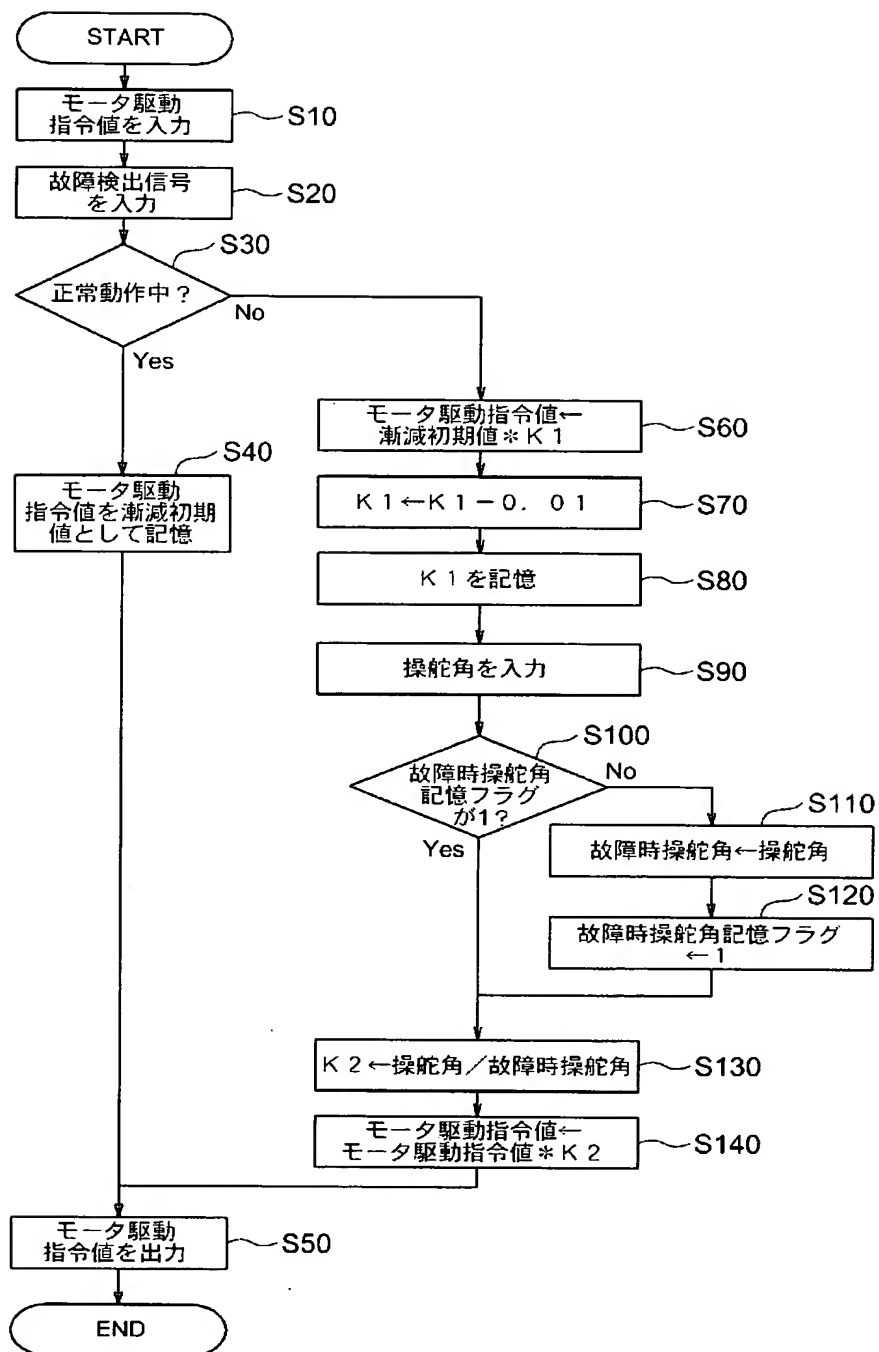 START
モータ駆動
指令値を入力
S10
故障検出信号
を入力
S20
S30
正常動作中？
No
Yes
モータ駆動指令値←
漸減初期値＊Ｋ１
S60
S40
モータ駆動
指令値を漸減初期
値として記憶
Ｋ１←Ｋ１－０．０１
S70
Ｋ１を記憶
S80
操舵角を入力
S90
S100
故障時操舵角
記憶フラグ
が1？
No
Yes
S110
故障時操舵角←操舵角
S120
故障時操舵角記憶フラグ
←1
Ｋ２←操舵角／故障時操舵角
S130
モータ駆動指令値←
モータ駆動指令値＊Ｋ２
S140
モータ駆動
指令値を出力
S50
END